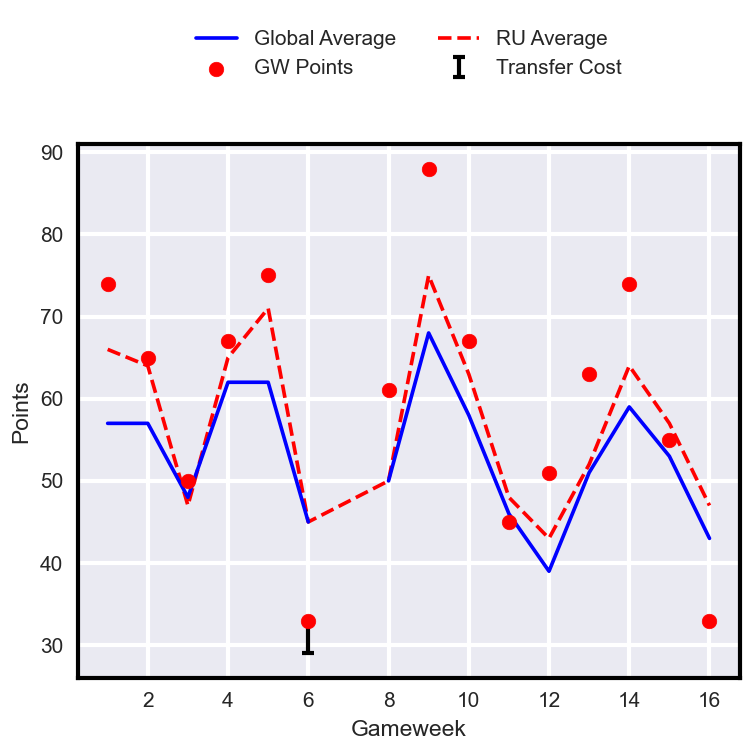 Global Average
RU Average
GW Points
Transfer Cost
90
80
70
60
50
40
30
Points
2 4 6 8 10 12 14 16
Gameweek